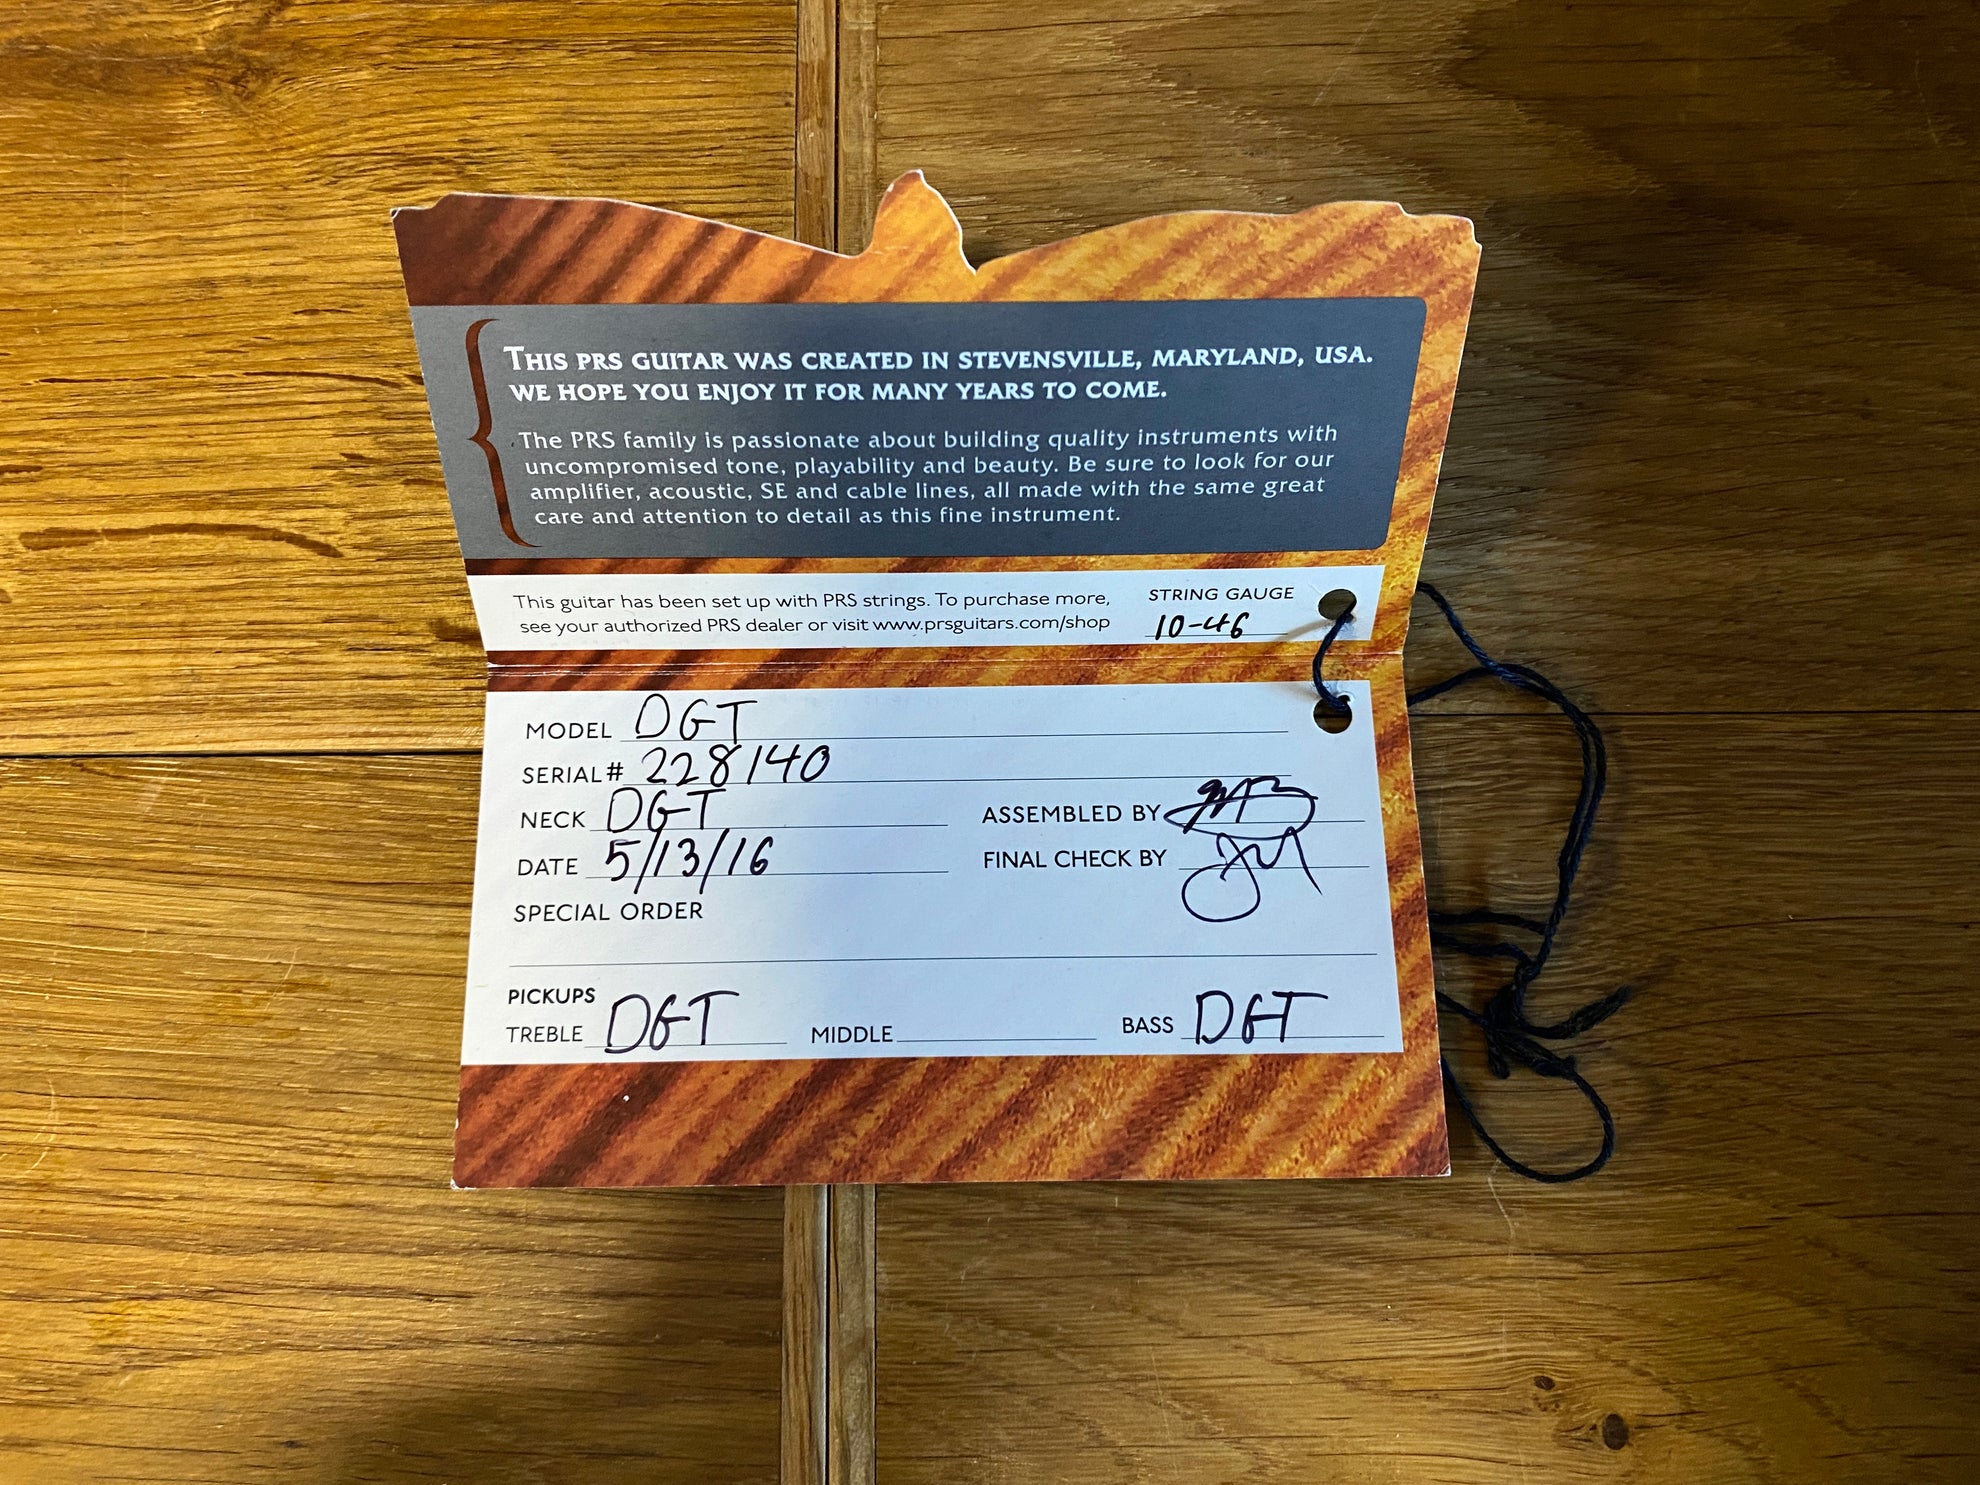 THIS PRS GUITAR WAS CREATED IN STEVENSVILLE, MARYLAND, USA.
WE HOPE YOU ENJOY IT FOR MANY YEARS TO COME.
The PRS family is passionate about building quality instruments with
uncompromised tone, playability and beauty. Be sure to look for our
amplifier, acoustic, SE and cable lines, all made with the same great
care and attention to detail as this fine instrument.
This guitar has been set up with PRS strings. To purchase more,
see your authorized PRS dealer or visit www.prsguitars.com/shop
STRING GAUGE
10-46
MODEL DGT
SERIAL# 228140
NECK DGT
ASSEMBLED BY
DATE 5/13/16
FINAL CHECK BY
SPECIAL ORDER
PICKUPS
TREBLE DGT MIDDLE BASS DGT